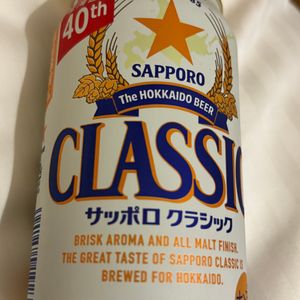 40th
SAPPORO
The HOKKAIDO BEER
CLASSIC
サッポロ クラシック
BRISK AROMA AND ALL MALT FINISH.
THE GREAT TASTE OF SAPPORO CLASSIC IS
BREWED FOR HOKKAIDO.